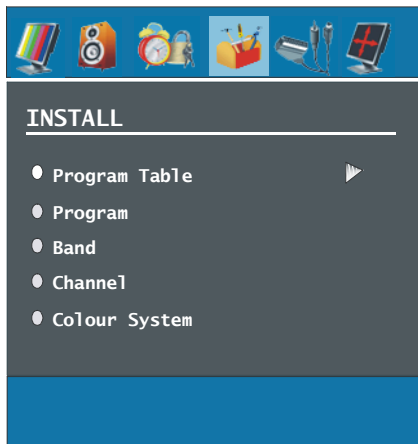 INSTALL
Program Table
Program
Band
Channel
Colour System